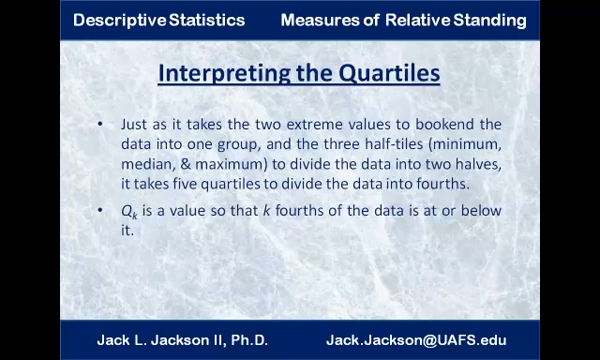 Descriptive Statistics Measures of Relative Standing
Interpreting the Quartiles
• Just as it takes the two extreme values to bookend the
data into one group, and the three half-tiles (minimum,
median, & maximum) to divide the data into two halves,
it takes five quartiles to divide the data into fourths.
• Qk is a value so that k fourths of the data is at or below
it.
Jack L. Jackson II, Ph.D. Jack.Jackson@UAFS.edu